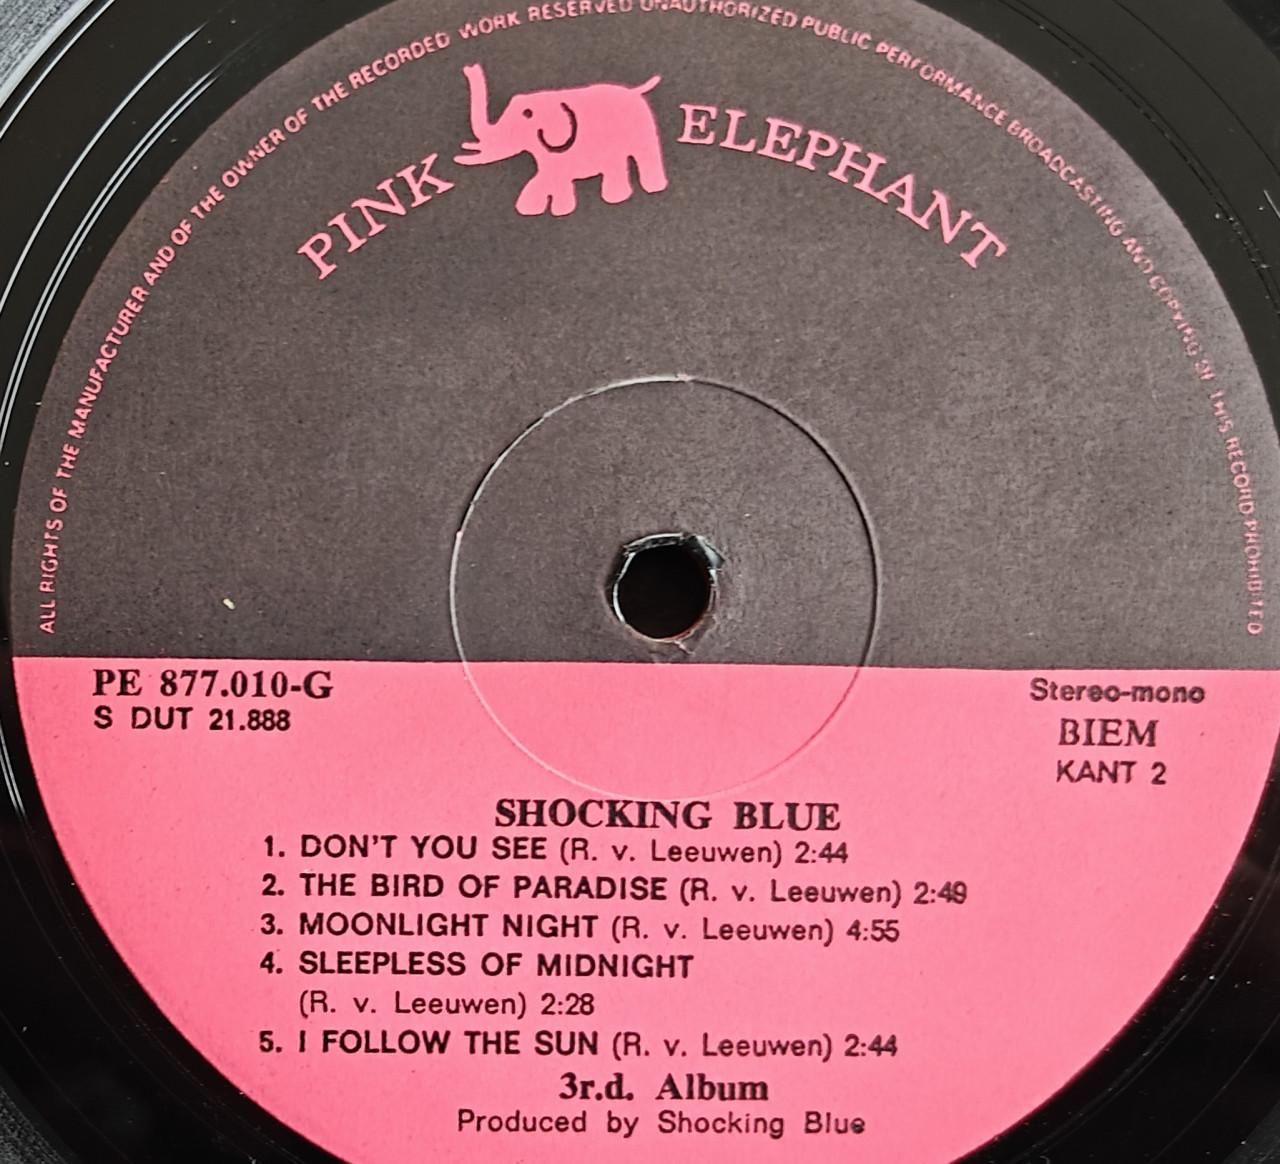 ALL RIGHTS OF THE MANUFACTURER AND OF THE OWNER OF THE RECORDED WORK RESERVED UNAUTHORIZED PUBLIC PERFORMANCE BROADCASTING AND COPYING OF THIS RECORD PROHIBITED
PINK ELEPHANT
PE 877.010-G
S DUT 21.888
Stereo-mono
BIEM
KANT 2
SHOCKING BLUE
1. DON'T YOU SEE (R. v. Leeuwen) 2:44
2. THE BIRD OF PARADISE (R. v. Leeuwen) 2:49
3. MOONLIGHT NIGHT (R. v. Leeuwen) 4:55
4. SLEEPLESS OF MIDNIGHT
(R. v. Leeuwen) 2:28
5. I FOLLOW THE SUN (R. v. Leeuwen) 2:44
3r.d. Album
Produced by Shocking Blue